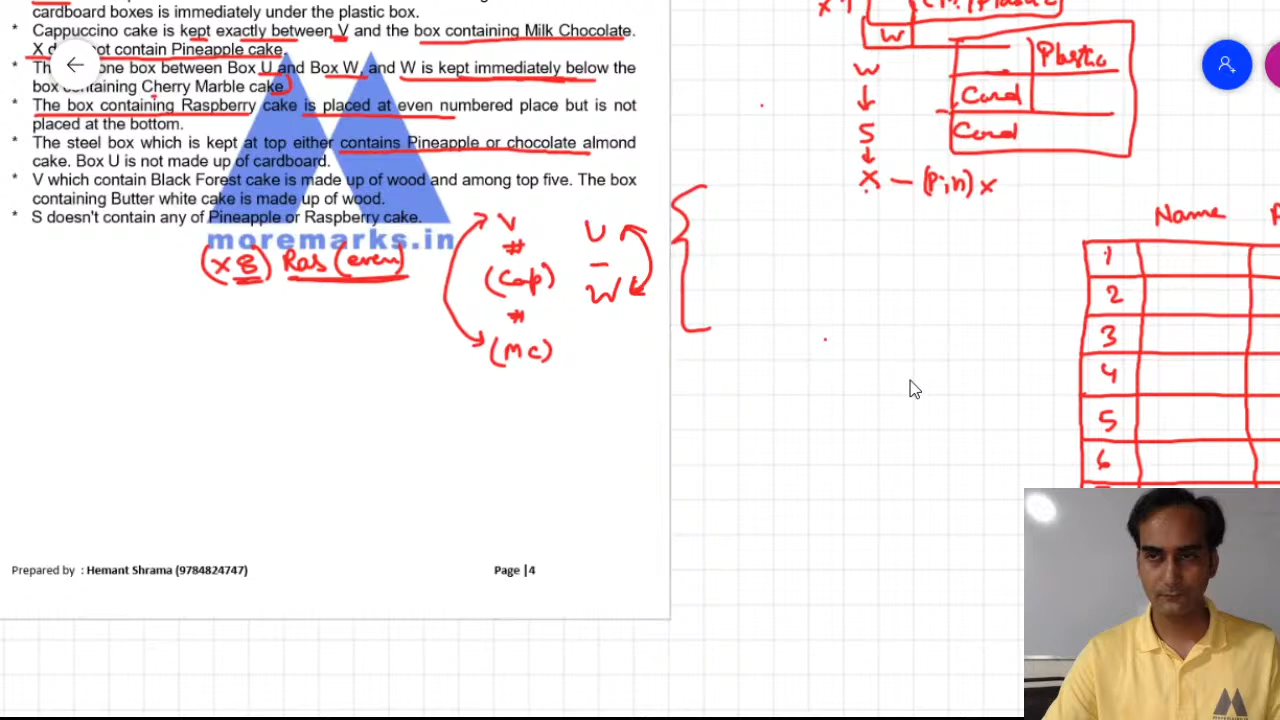 cardboard boxes is immediately under the plastic box.
* Cappuccino cake is kept exactly between V and the box containing Milk Chocolate.
X not contain Pineapple cake.
* one box between Box U and Box W and W is kept immediately below the
box containing Cherry Marble cake.
* The box containing Raspberry cake is placed at even numbered place but is not
placed at the bottom.
* The steel box which is kept at top either contains Pineapple or chocolate almond
cake. Box U is not made up of cardboard.
* V which contain Black Forest cake is made up of wood and among top five. The box
containing Butter white cake is made up of wood.
* S doesn't contain any of Pineapple or Raspberry cake.
moremarks.in
(x 8) Ras (even)
V
#
(Cap)
#
(MC)
U
–
W
W
W
↓
S
↓
X – (Pin) x
Plastic
Card
Card
Name
1
2
3
4
5
6
Prepared by : Hemant Shrama (9784824747)
Page |4